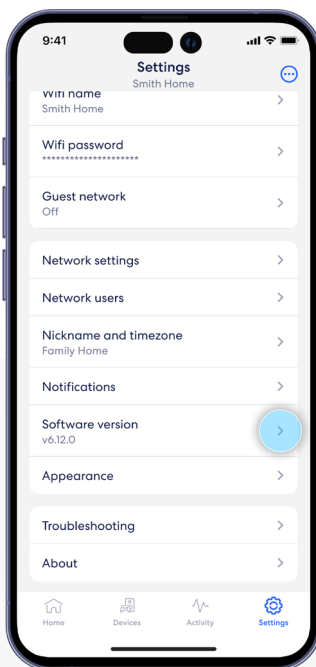 9:41
Settings
Smith Home
Wifi name
Smith Home
Wifi password
*********************
Guest network
Off
Network settings
Network users
Nickname and timezone
Family Home
Notifications
Software version
v6.12.0
Appearance
Troubleshooting
About
Home
Devices
Activity
Settings